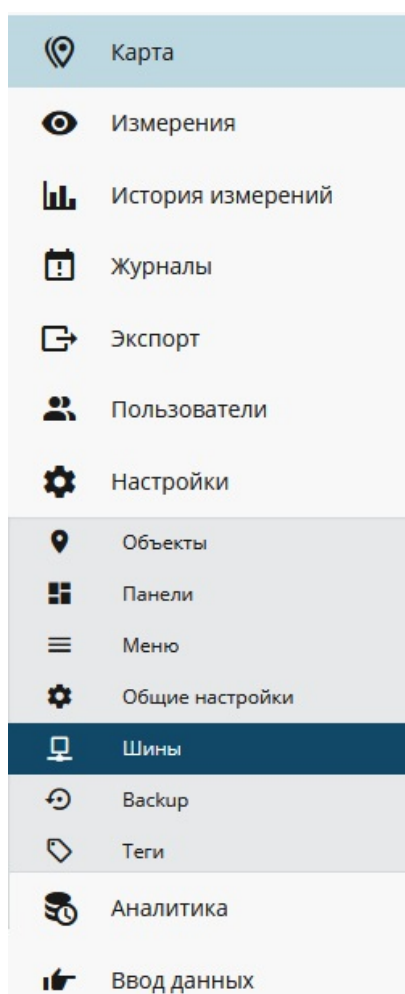 Карта
Измерения
История измерений
Журналы
Экспорт
Пользователи
Настройки
Объекты
Панели
Меню
Общие настройки
Шины
Backup
Теги
Аналитика
Ввод данных